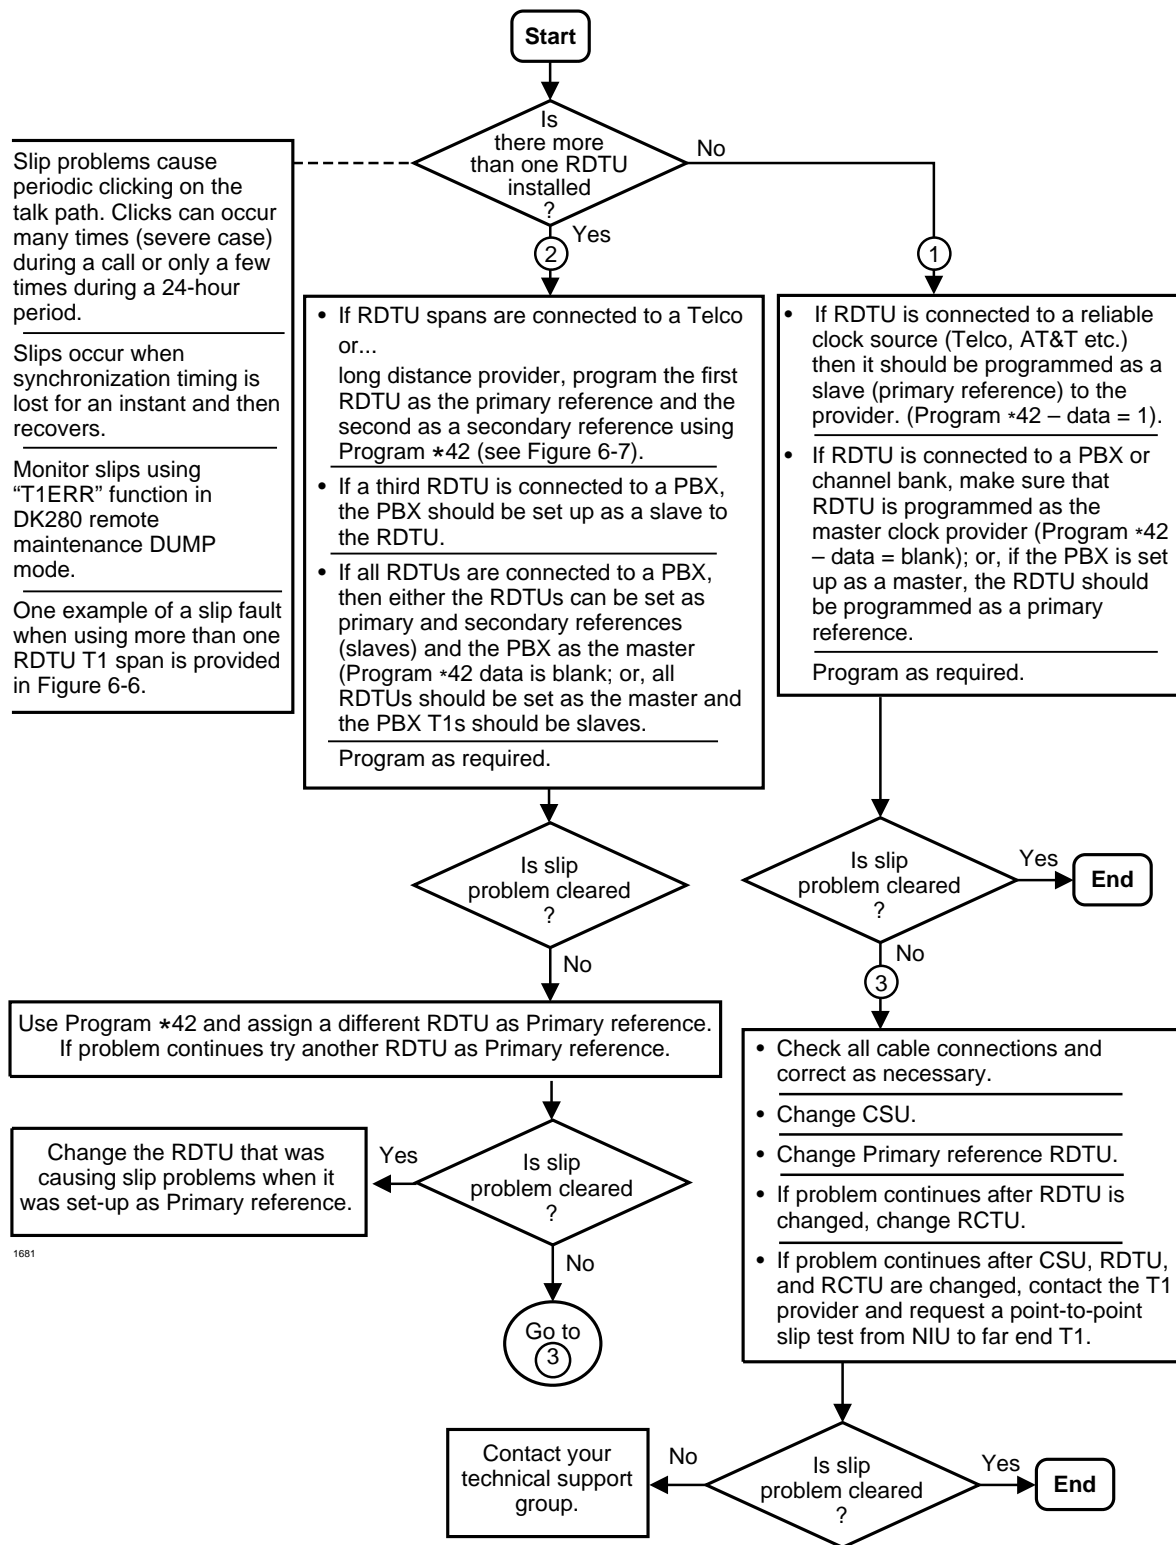 Start
Is
there more
than one RDTU
installed
?
No
Yes
2
1
Slip problems cause
periodic clicking on the
talk path. Clicks can occur
many times (severe case)
during a call or only a few
times during a 24-hour
period.
Slips occur when
synchronization timing is
lost for an instant and then
recovers.
Monitor slips using
“T1ERR” function in
DK280 remote
maintenance DUMP
mode.
One example of a slip fault
when using more than one
RDTU T1 span is provided
in Figure 6-6.
• If RDTU spans are connected to a Telco
or...
long distance provider, program the first
RDTU as the primary reference and the
second as a secondary reference using
Program *42 (see Figure 6-7).
• If a third RDTU is connected to a PBX,
the PBX should be set up as a slave to
the RDTU.
• If all RDTUs are connected to a PBX,
then either the RDTUs can be set as
primary and secondary references
(slaves) and the PBX as the master
(Program *42 data is blank; or, all
RDTUs should be set as the master and
the PBX T1s should be slaves.
Program as required.
• If RDTU is connected to a reliable
clock source (Telco, AT&T etc.)
then it should be programmed as a
slave (primary reference) to the
provider. (Program *42 – data = 1).
• If RDTU is connected to a PBX or
channel bank, make sure that
RDTU is programmed as the
master clock provider (Program *42
– data = blank); or, if the PBX is set
up as a master, the RDTU should
be programmed as a primary
reference.
Program as required.
Is slip
problem cleared
?
No
Is slip
problem cleared
?
Yes
End
No
3
Use Program *42 and assign a different RDTU as Primary reference.
If problem continues try another RDTU as Primary reference.
Is slip
problem cleared
?
Yes
Change the RDTU that was
causing slip problems when it
was set-up as Primary reference.
1681
No
Go to
3
• Check all cable connections and
correct as necessary.
• Change CSU.
• Change Primary reference RDTU.
• If problem continues after RDTU is
changed, change RCTU.
• If problem continues after CSU, RDTU,
and RCTU are changed, contact the T1
provider and request a point-to-point
slip test from NIU to far end T1.
Is slip
problem cleared
?
No
Contact your
technical support
group.
Yes
End